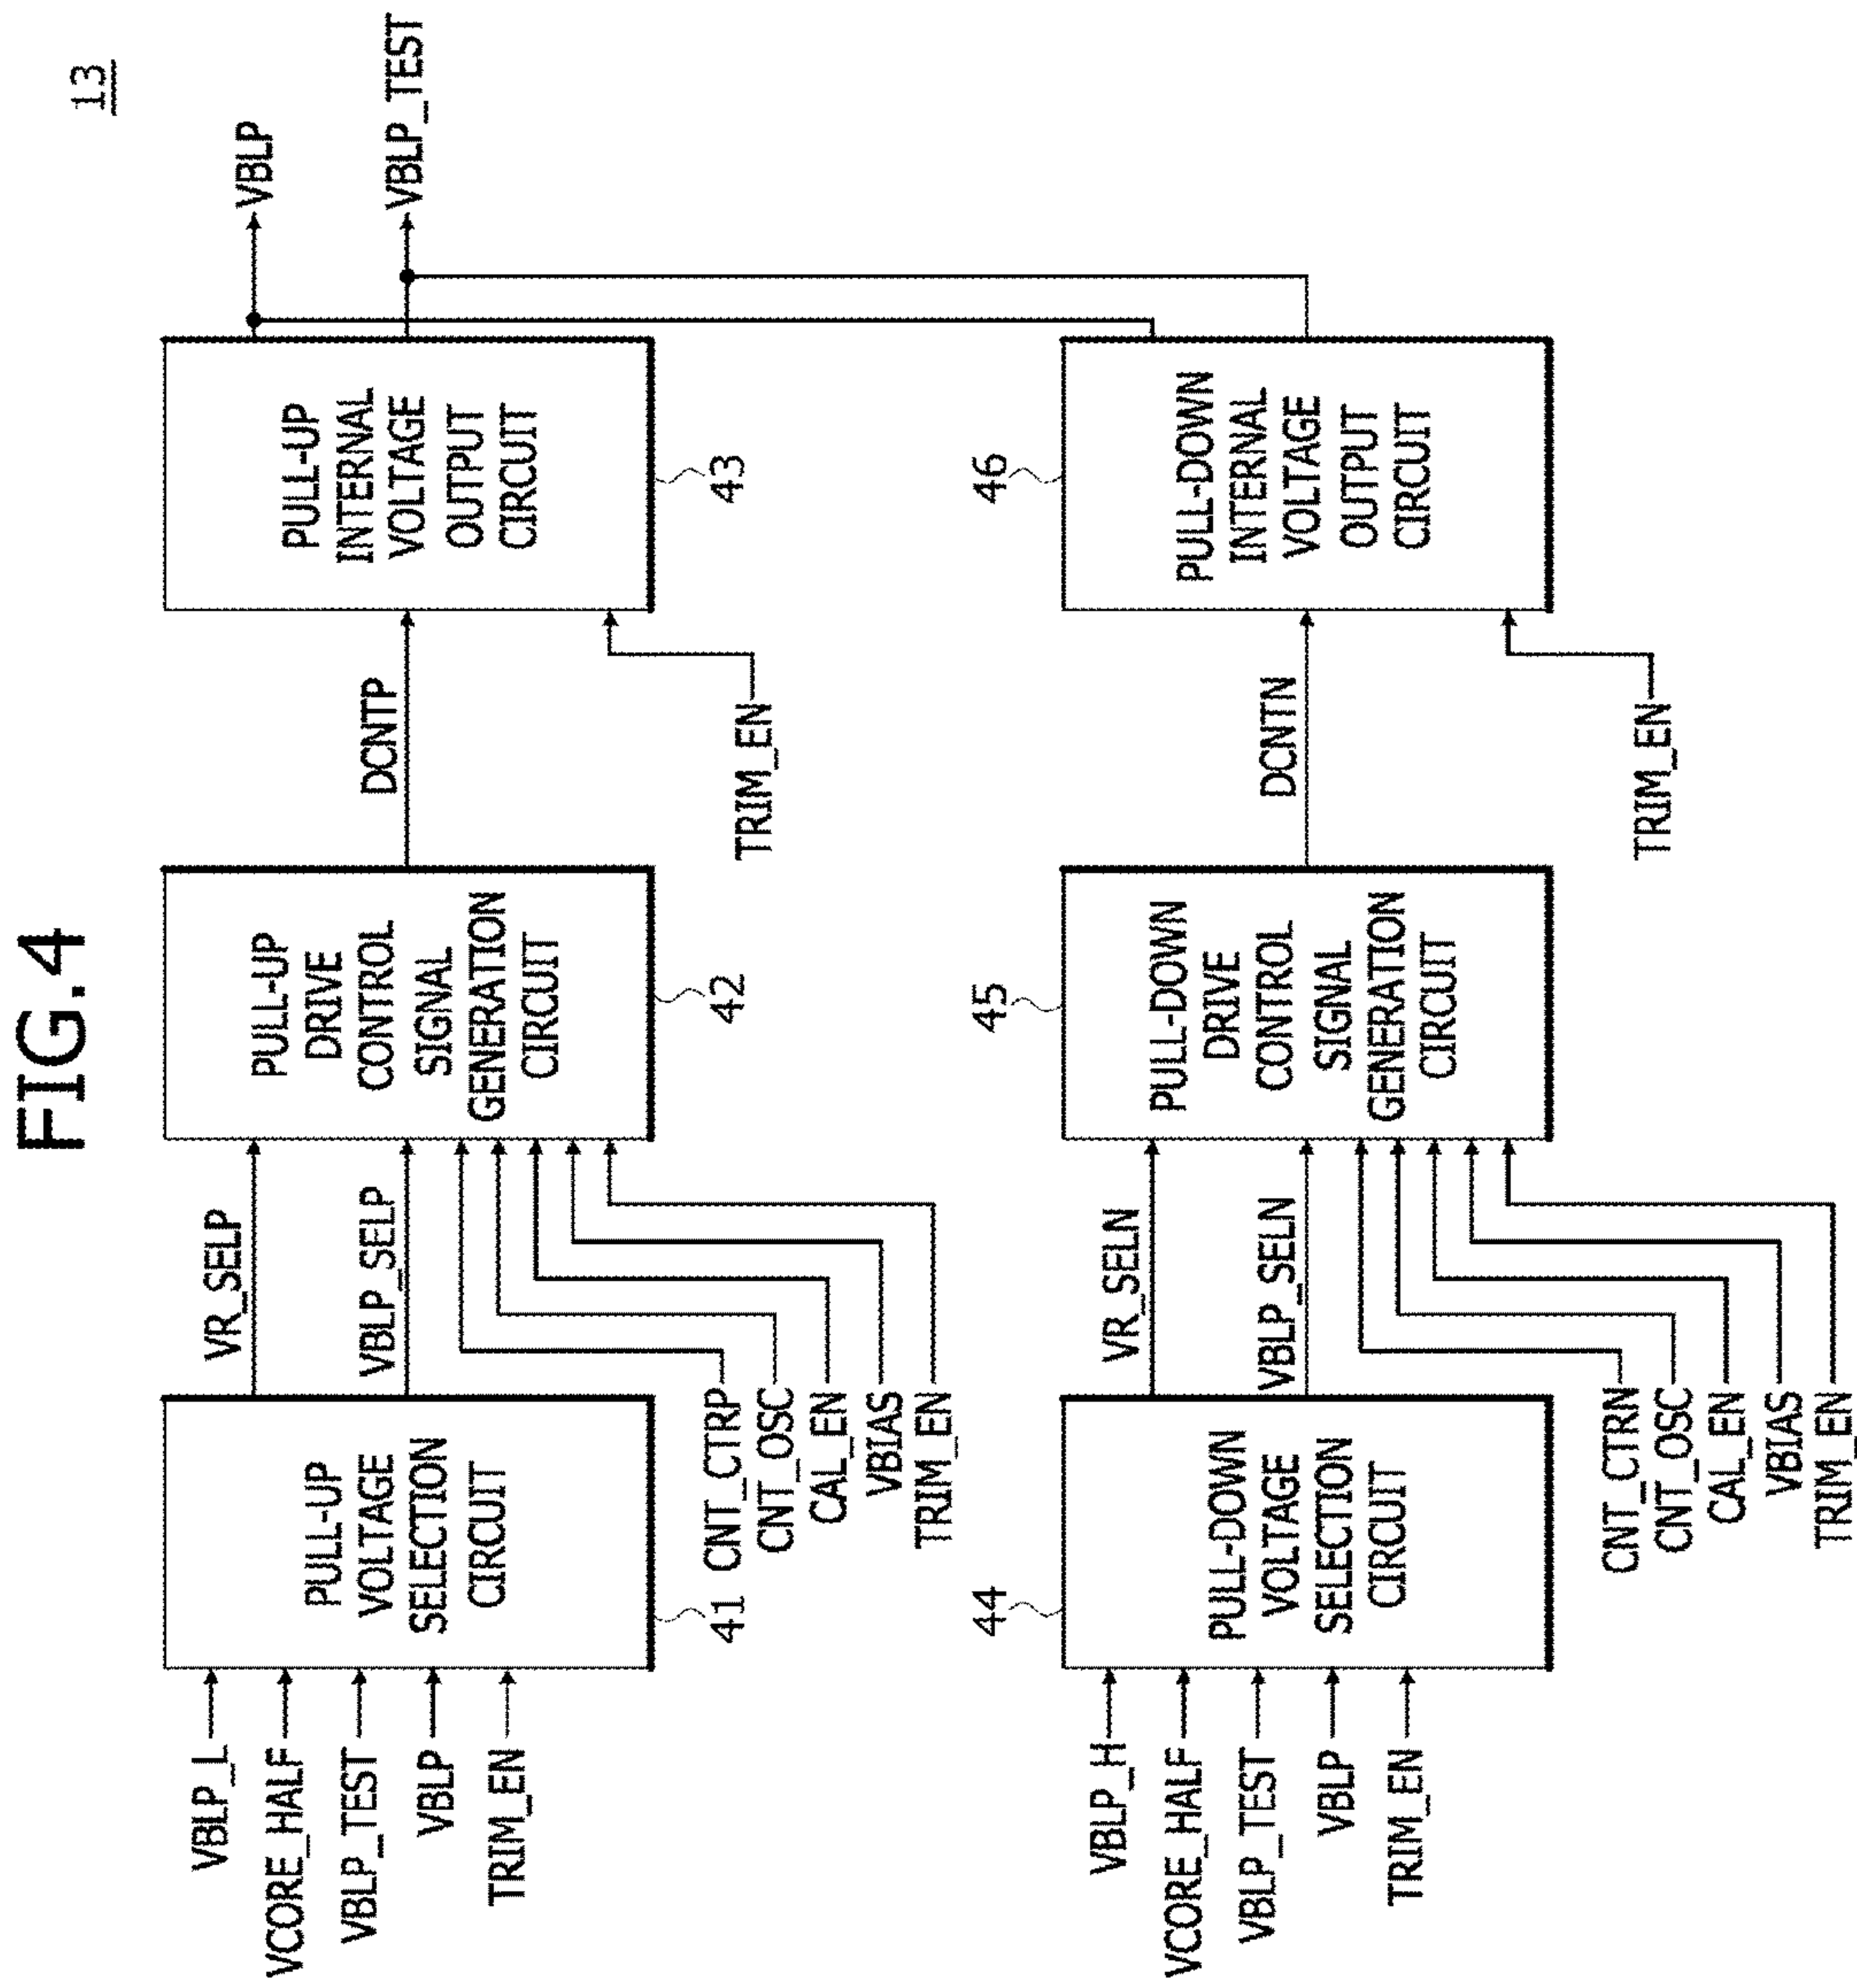 FIG.4
13
VBLP_L
VCORE_HALF
VBLP_TEST
VBLP
TRIM_EN
PULL-UP
VOLTAGE
SELECTION
CIRCUIT
41
VR_SELP
VBLP_SELP
CNT_CTRP
CNT_OSC
CAL_EN
VBIAS
TRIM_EN
PULL-UP
DRIVE
CONTROL
SIGNAL
GENERATION
CIRCUIT
42
DCNTP
TRIM_EN
PULL-UP
INTERNAL
VOLTAGE
OUTPUT
CIRCUIT
43
VBLP
VBLP_TEST
VBLP_H
VCORE_HALF
VBLP_TEST
VBLP
TRIM_EN
44
PULL-DOWN
VOLTAGE
SELECTION
CIRCUIT
VR_SELN
VBLP_SELN
CNT_CTRN
CNT_OSC
CAL_EN
VBIAS
TRIM_EN
45
PULL-DOWN
DRIVE
CONTROL
SIGNAL
GENERATION
CIRCUIT
DCNTN
TRIM_EN
46
PULL-DOWN
INTERNAL
VOLTAGE
OUTPUT
CIRCUIT